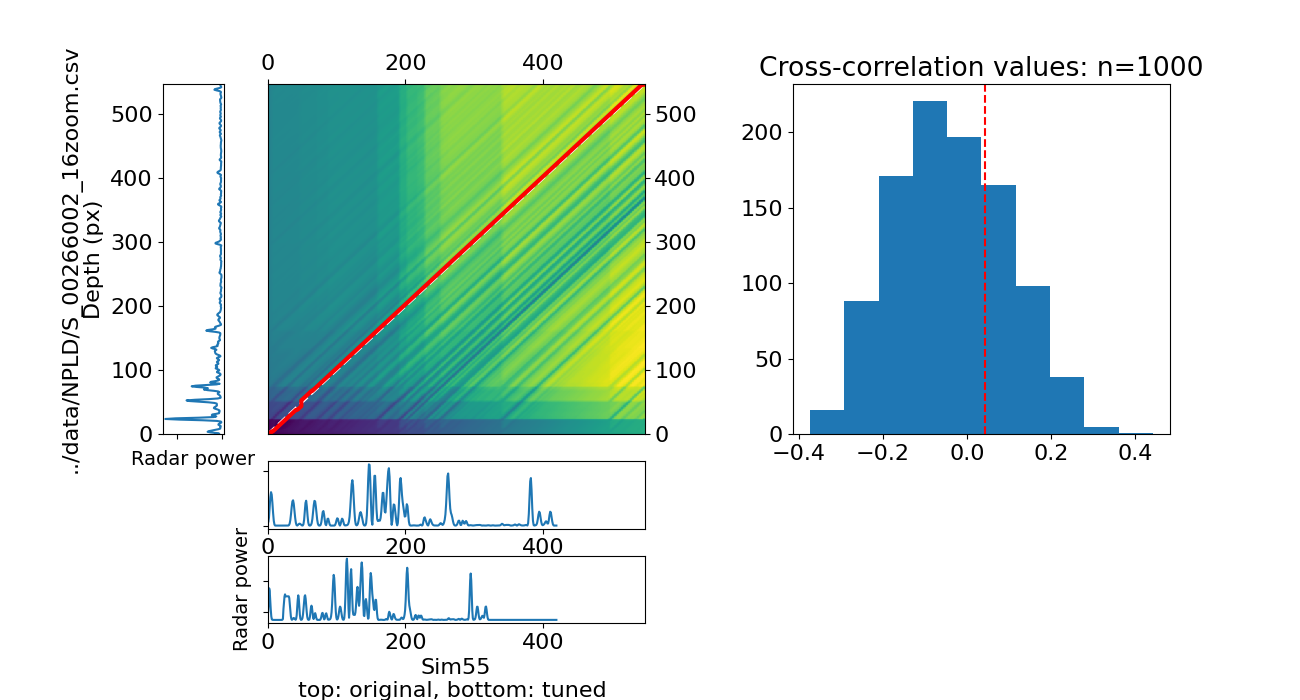 ../data/NPLD/S_00266002_16zoom.csv
Depth (px)
500
400
300
200
100
0
Radar power
0 200 400
500
400
300
200
100
0
0 200 400
Radar power
0 200 400
Sim55
top: original, bottom: tuned
Cross-correlation values: n=1000
200
150
100
50
0
−0.4 −0.2 0.0 0.2 0.4